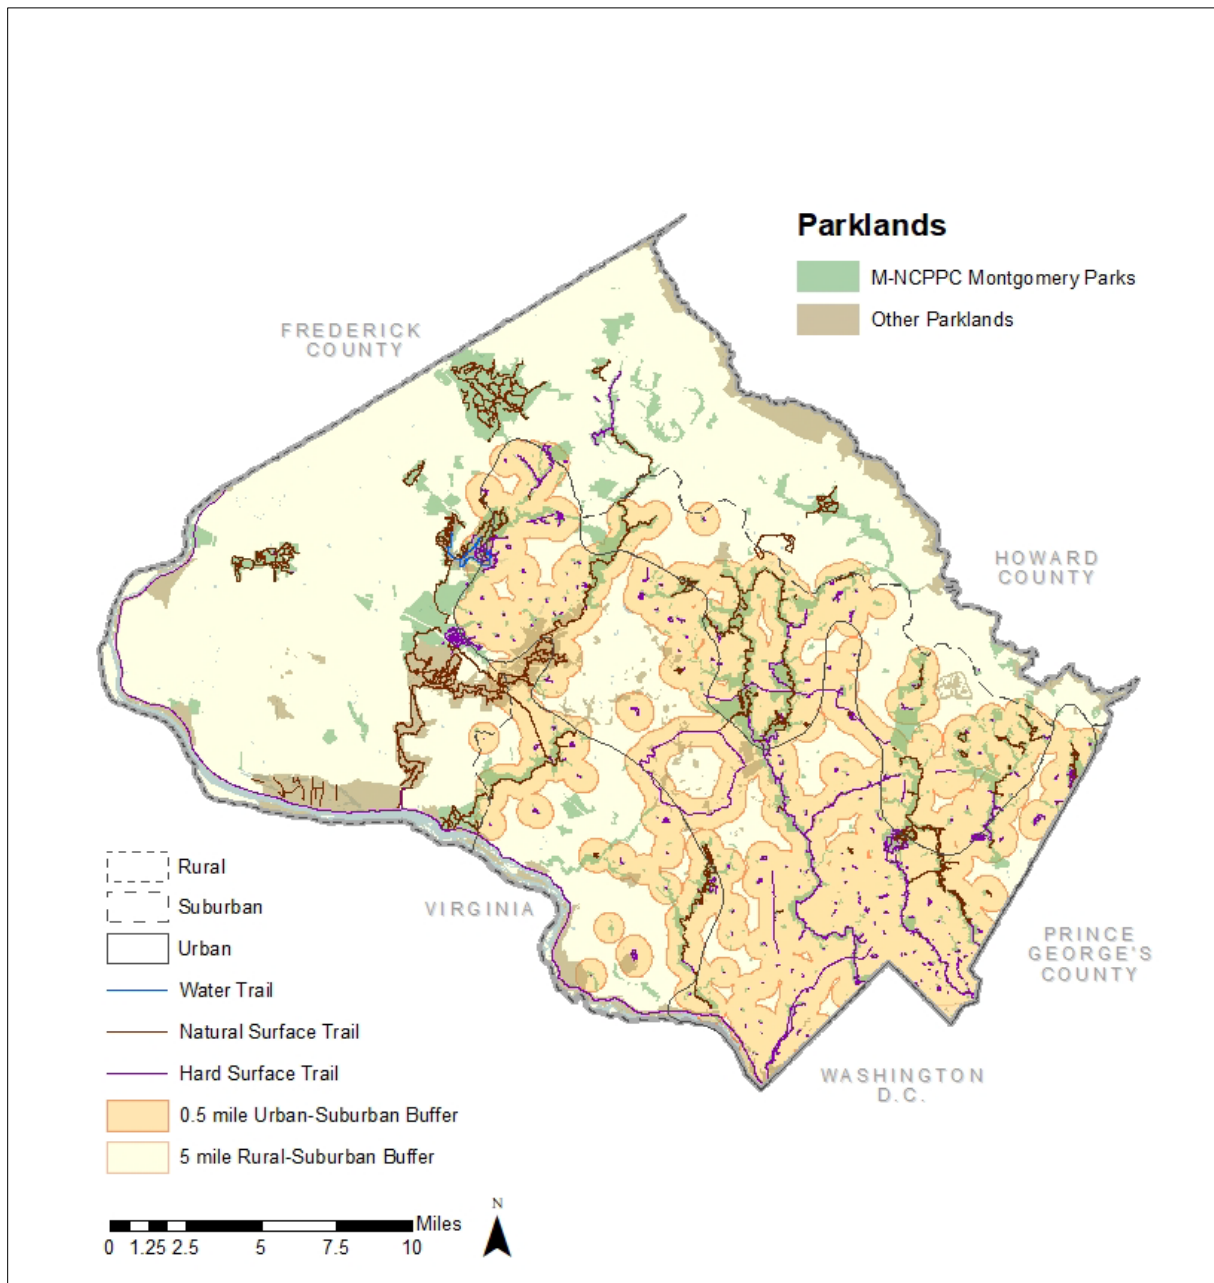 Parklands
M-NCPPC Montgomery Parks
Other Parklands
FREDERICK
COUNTY
HOWARD
COUNTY
VIRGINIA
PRINCE
GEORGE'S
COUNTY
WASHINGTON
D.C.
Rural
Suburban
Urban
Water Trail
Natural Surface Trail
Hard Surface Trail
0.5 mile Urban-Suburban Buffer
5 mile Rural-Suburban Buffer
Miles
0 1.25 2.5 5 7.5 10
N